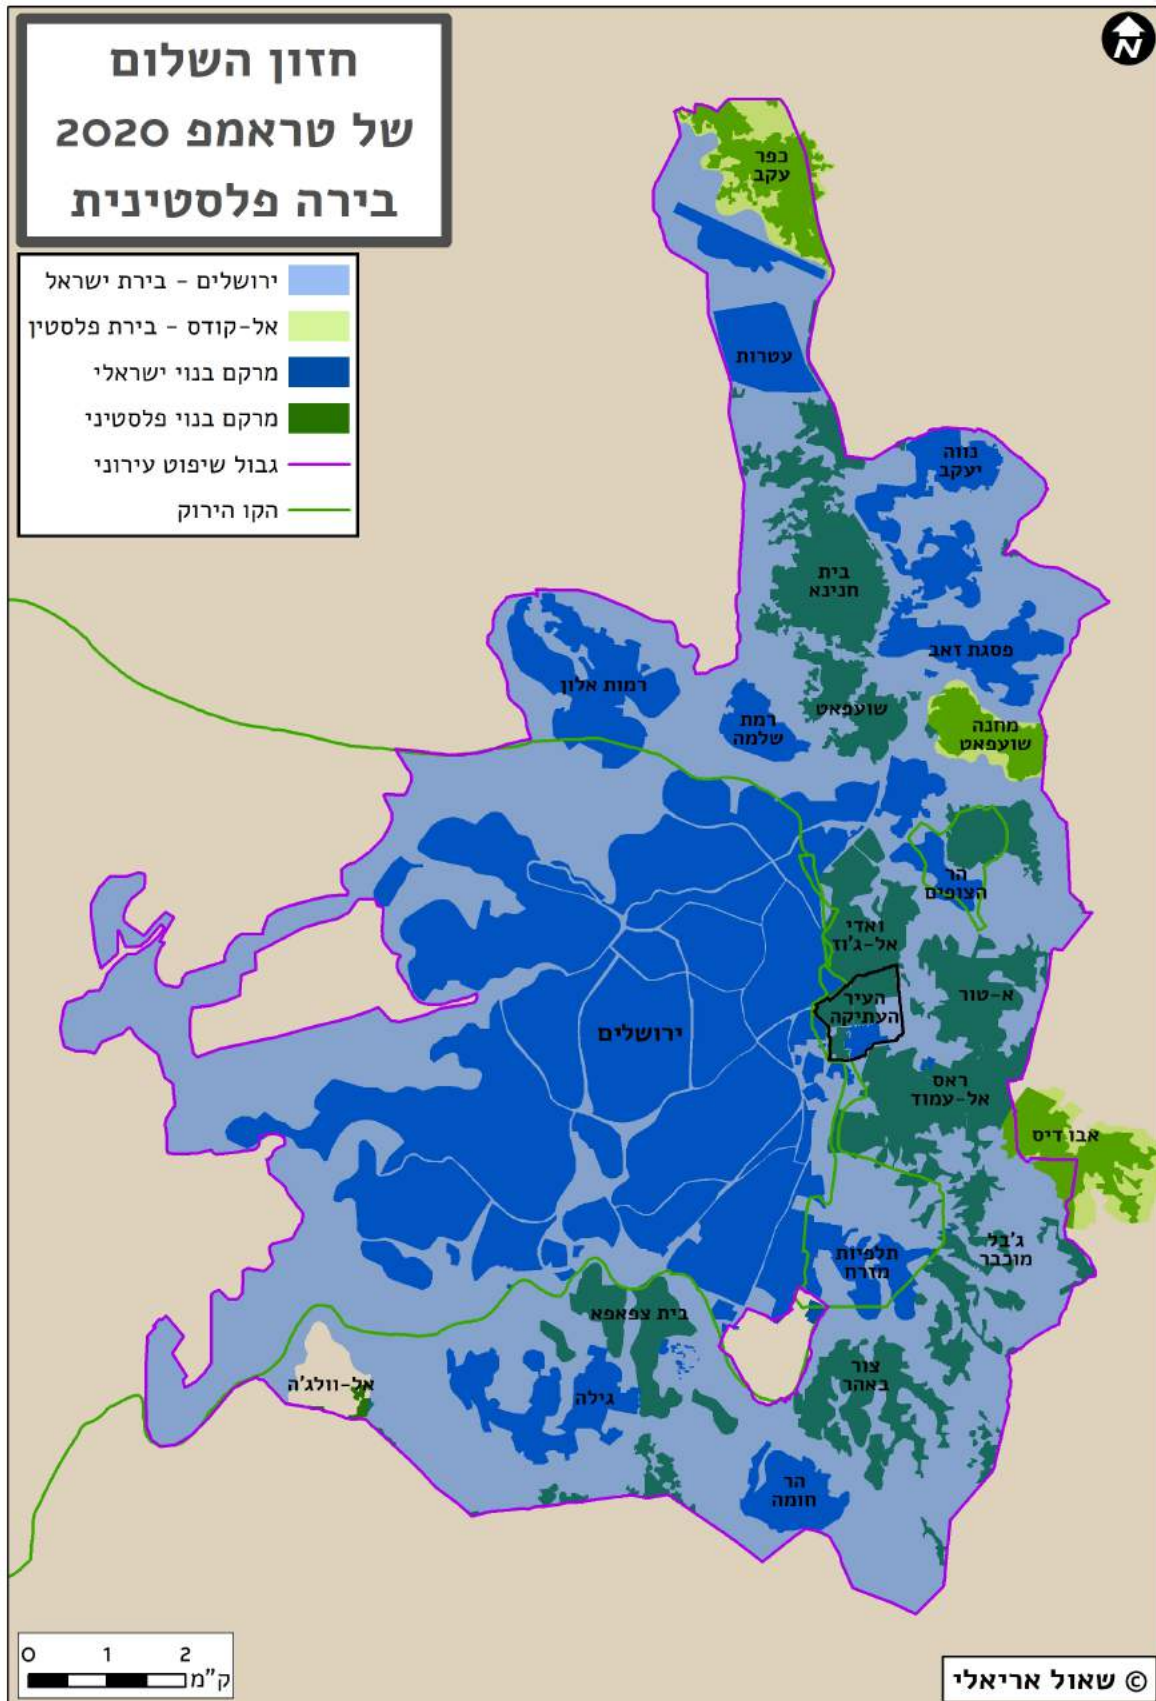 חזון השלום
של טראמפ 2020
בירה פלסטינית
N
ירושלים - בירת ישראל
אל-קודס - בירת פלסטין
מרקם בנוי ישראלי
מרקם בנוי פלסטיני
גבול שיפוט עירוני
הקו הירוק
כפר
עקב
עטרות
נווה
יעקב
בית
חנינא
פסגת זאב
רמות אלון
רמת
שלמה
שועפאט
מחנה
שועפאט
הר
הצופים
ואדי
אל-ג'וז
העיר
העתיקה
א-טור
ירושלים
ראס
אל-עמוד
אבו דיס
ג'בל
מוכבר
תלפיות
מזרח
בית צפאפא
צור
באהר
אל-וולג'ה
גילה
הר
חומה
0 1 2
ק"מ
© שאול אריאלי